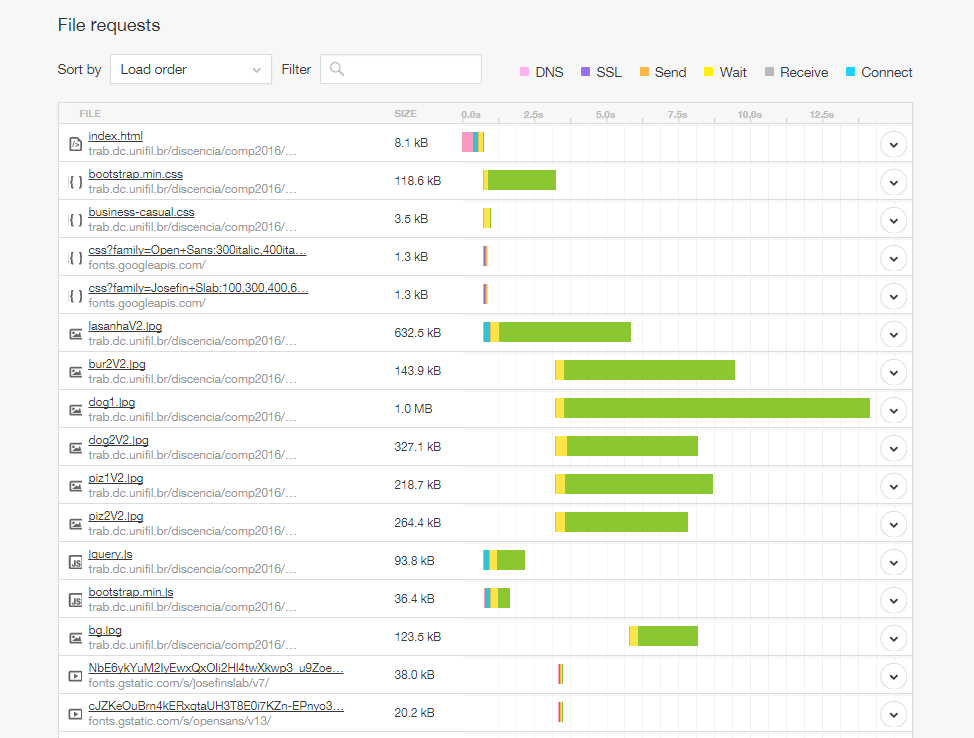 File requests
Sort by Load order Filter DNS SSL Send Wait Receive Connect
FILE SIZE 0.0s 2.5s 5.0s 7.5s 10.0s 12.5s
index.html
trab.dc.unifil.br/discencia/comp2016/… 8.1 kB
bootstrap.min.css
trab.dc.unifil.br/discencia/comp2016/… 118.6 kB
business-casual.css
trab.dc.unifil.br/discencia/comp2016/… 3.5 kB
css?family=Open+Sans:300italic,400ita…
fonts.googleapis.com/ 1.3 kB
css?family=Josefin+Slab:100,300,400,6…
fonts.googleapis.com/ 1.3 kB
lasanhaV2.jpg
trab.dc.unifil.br/discencia/comp2016/… 632.5 kB
bur2V2.jpg
trab.dc.unifil.br/discencia/comp2016/… 143.9 kB
dog1.jpg
trab.dc.unifil.br/discencia/comp2016/… 1.0 MB
dog2V2.jpg
trab.dc.unifil.br/discencia/comp2016/… 327.1 kB
piz1V2.jpg
trab.dc.unifil.br/discencia/comp2016/… 218.7 kB
piz2V2.jpg
trab.dc.unifil.br/discencia/comp2016/… 264.4 kB
jquery.js
trab.dc.unifil.br/discencia/comp2016/… 93.8 kB
bootstrap.min.js
trab.dc.unifil.br/discencia/comp2016/… 36.4 kB
bg.jpg
trab.dc.unifil.br/discencia/comp2016/… 123.5 kB
fonts.gstatic.com/s/josefinslab/v7/ 38.0 kB
fonts.gstatic.com/s/opensans/v13/ 20.2 kB